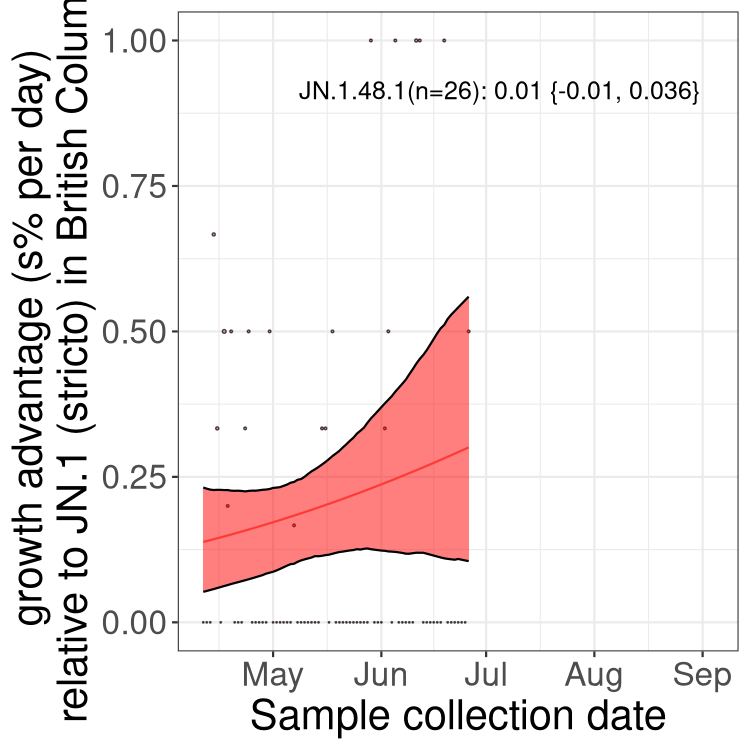 growth advantage (s% per day)
relative to JN.1 (stricto) in British Colum
1.00
0.75
0.50
0.25
0.00
JN.1.48.1(n=26): 0.01 {-0.01, 0.036}
May Jun Jul Aug Sep
Sample collection date